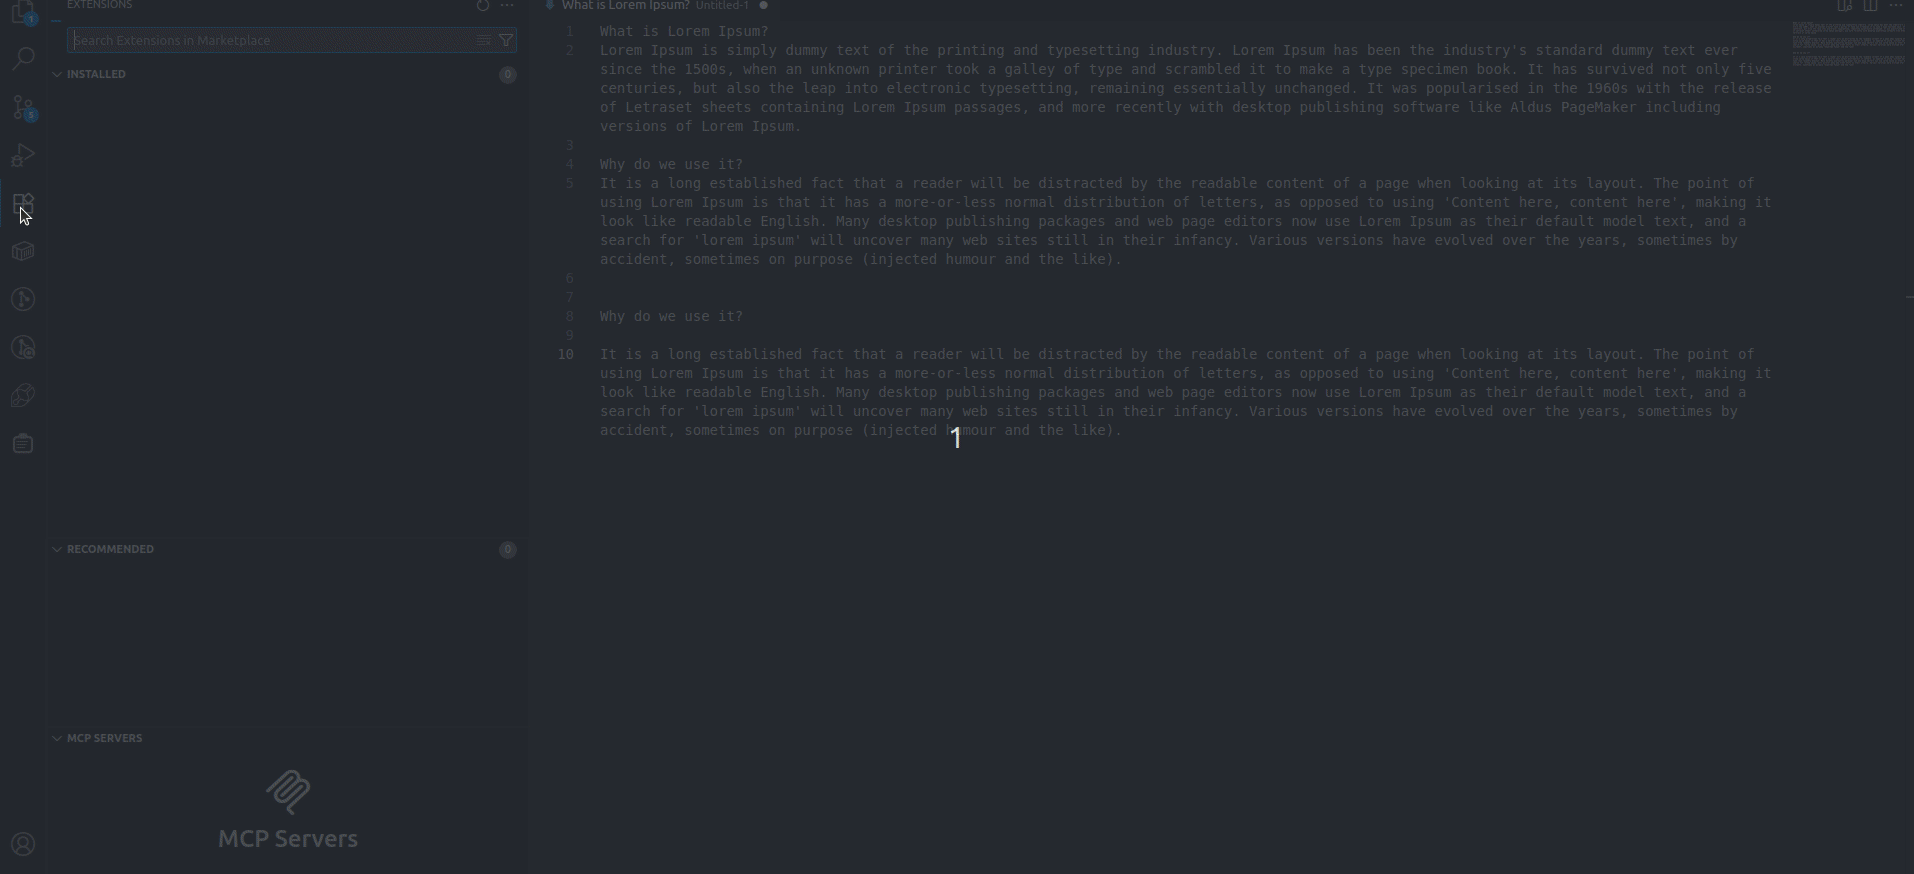 EXTENSIONS
Search Extensions in Marketplace
INSTALLED
0
RECOMMENDED
0
MCP SERVERS
MCP Servers
1
5
What is Lorem Ipsum? Untitled-1
1 What is Lorem Ipsum?
2 Lorem Ipsum is simply dummy text of the printing and typesetting industry. Lorem Ipsum has been the industry's standard dummy text ever
since the 1500s, when an unknown printer took a galley of type and scrambled it to make a type specimen book. It has survived not only five
centuries, but also the leap into electronic typesetting, remaining essentially unchanged. It was popularised in the 1960s with the release
of Letraset sheets containing Lorem Ipsum passages, and more recently with desktop publishing software like Aldus PageMaker including
versions of Lorem Ipsum.
3
4 Why do we use it?
5 It is a long established fact that a reader will be distracted by the readable content of a page when looking at its layout. The point of
using Lorem Ipsum is that it has a more-or-less normal distribution of letters, as opposed to using 'Content here, content here', making it
look like readable English. Many desktop publishing packages and web page editors now use Lorem Ipsum as their default model text, and a
search for 'lorem ipsum' will uncover many web sites still in their infancy. Various versions have evolved over the years, sometimes by
accident, sometimes on purpose (injected humour and the like).
6
7
8 Why do we use it?
9
10 It is a long established fact that a reader will be distracted by the readable content of a page when looking at its layout. The point of
using Lorem Ipsum is that it has a more-or-less normal distribution of letters, as opposed to using 'Content here, content here', making it
look like readable English. Many desktop publishing packages and web page editors now use Lorem Ipsum as their default model text, and a
search for 'lorem ipsum' will uncover many web sites still in their infancy. Various versions have evolved over the years, sometimes by
accident, sometimes on purpose (injected humour and the like).
1